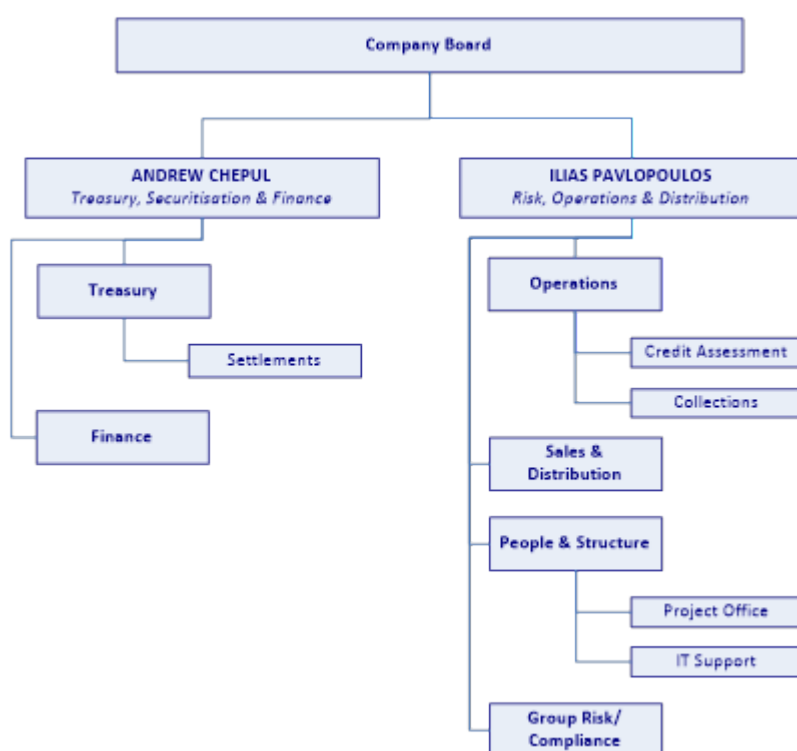 Company Board
ANDREW CHEPUL
Treasury, Securitisation & Finance
ILIAS PAVLOPOULOS
Risk, Operations & Distribution
Treasury
Settlements
Finance
Operations
Credit Assessment
Collections
Sales &
Distribution
People & Structure
Project Office
IT Support
Group Risk/
Compliance